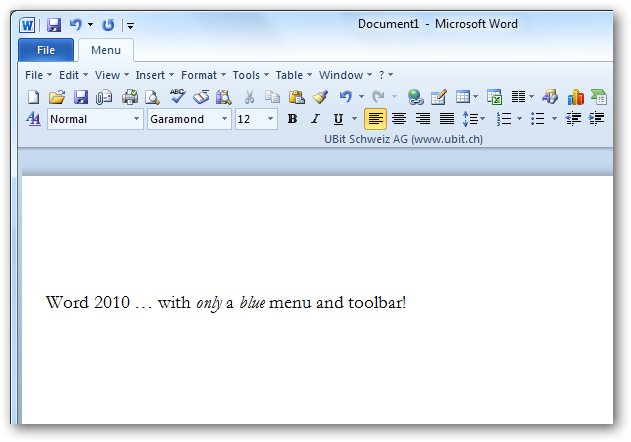 Document1 - Microsoft Word
File Menu
File Edit View Insert Format Tools Table Window ?
ABC
Normal Garamond 12 B I U
UBit Schweiz AG (www.ubit.ch)
Word 2010 … with only a blue menu and toolbar!